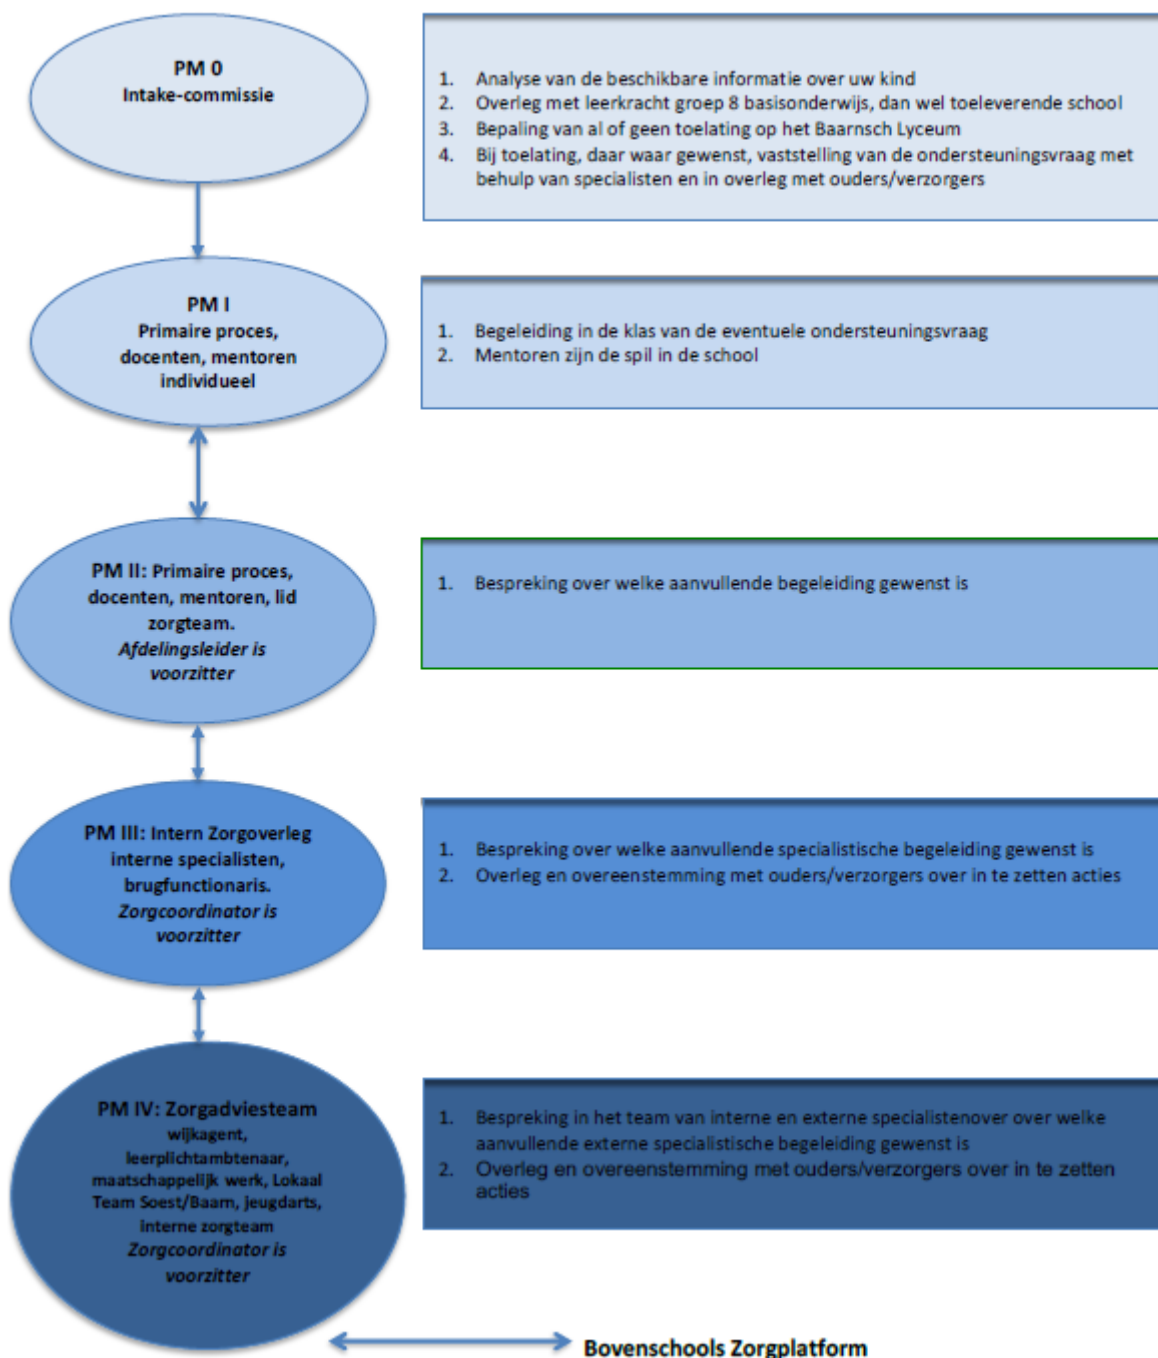 PM 0
Intake-commissie
1. Analyse van de beschikbare informatie over uw kind
2. Overleg met leerkracht groep 8 basisonderwijs, dan wel toeleverende school
3. Bepaling van al of geen toelating op het Baarnsch Lyceum
4. Bij toelating, daar waar gewenst, vaststelling van de ondersteuningsvraag met
behulp van specialisten en in overleg met ouders/verzorgers
PM I
Primaire proces,
docenten, mentoren
individueel
1. Begeleiding in de klas van de eventuele ondersteuningsvraag
2. Mentoren zijn de spil in de school
PM II: Primaire proces,
docenten, mentoren, lid
zorgteam.
Afdelingsleider is
voorzitter
1. Bespreking over welke aanvullende begeleiding gewenst is
PM III: Intern Zorgoverleg
interne specialisten,
brugfunctionaris.
Zorgcoordinator is
voorzitter
1. Bespreking over welke aanvullende specialistische begeleiding gewenst is
2. Overleg en overeenstemming met ouders/verzorgers over in te zetten acties
PM IV: Zorgadviesteam
wijkagent,
leerplichtambtenaar,
maatschappelijk werk, Lokaal
Team Soest/Baarn, jeugdarts,
interne zorgteam
Zorgcoordinator is
voorzitter
1. Bespreking in het team van interne en externe specialistenover over welke
aanvullende externe specialistische begeleiding gewenst is
2. Overleg en overeenstemming met ouders/verzorgers over in te zetten
acties
Bovenschools Zorgplatform